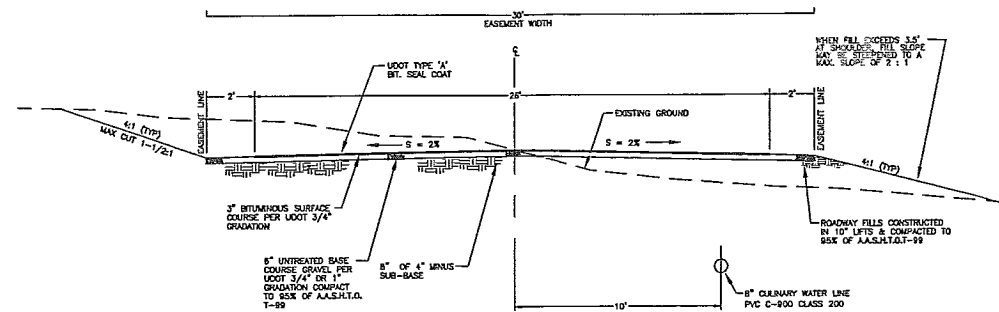 30'
EASEMENT WIDTH
WHEN FILL EXCEEDS 3.5'
AT SHOULDER, FILL SLOPE
MAY BE STEEPENED TO A
MAX. SLOPE OF 2 : 1
UDOT TYPE 'A'
BIT. SEAL COAT
℄
EASEMENT LINE
2'
26'
2'
EASEMENT LINE
EXISTING GROUND
4:1 (TYP)
MAX CUT 1-1/2:1
S = 2%
S = 2%
4:1 (TYP)
3" BITUMINOUS SURFACE
COURSE PER UDOT 3/4"
GRADATION
ROADWAY FILLS CONSTRUCTED
IN 10" LIFTS & COMPACTED TO
95% OF A.A.S.H.T.O.T-99
UNTREATED BASE
COURSE GRAVEL PER
UDOT 3/4" OR 1"
GRADATION COMPACT
TO 95% OF A.A.S.H.T.O.
T-99
OF 4" MINUS
SUB-BASE
10'
8" CULINARY WATER LINE
PVC C-900 CLASS 200